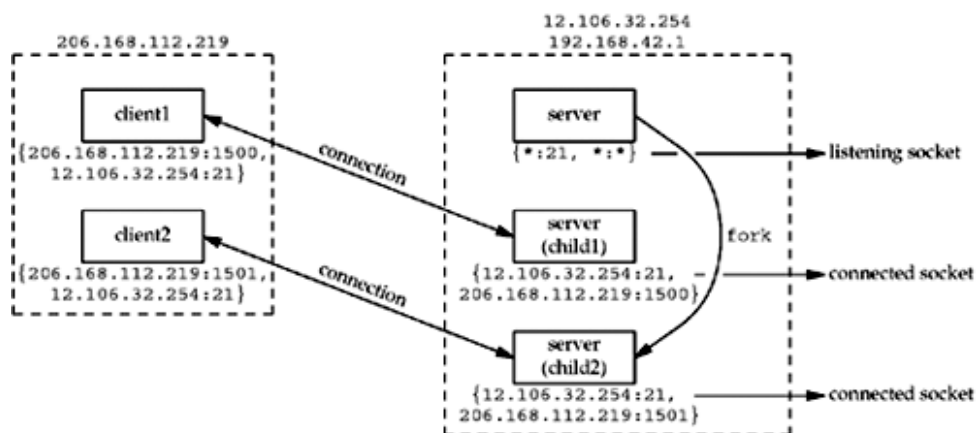 206.168.112.219
client1
{206.168.112.219:1500,
12.106.32.254:21}
client2
{206.168.112.219:1501,
12.106.32.254:21}
connection
connection
12.106.32.254
192.168.42.1
server
{*:21, *:*}
listening socket
fork
server
(child1)
{12.106.32.254:21,
206.168.112.219:1500}
connected socket
server
(child2)
{12.106.32.254:21,
206.168.112.219:1501}
connected socket